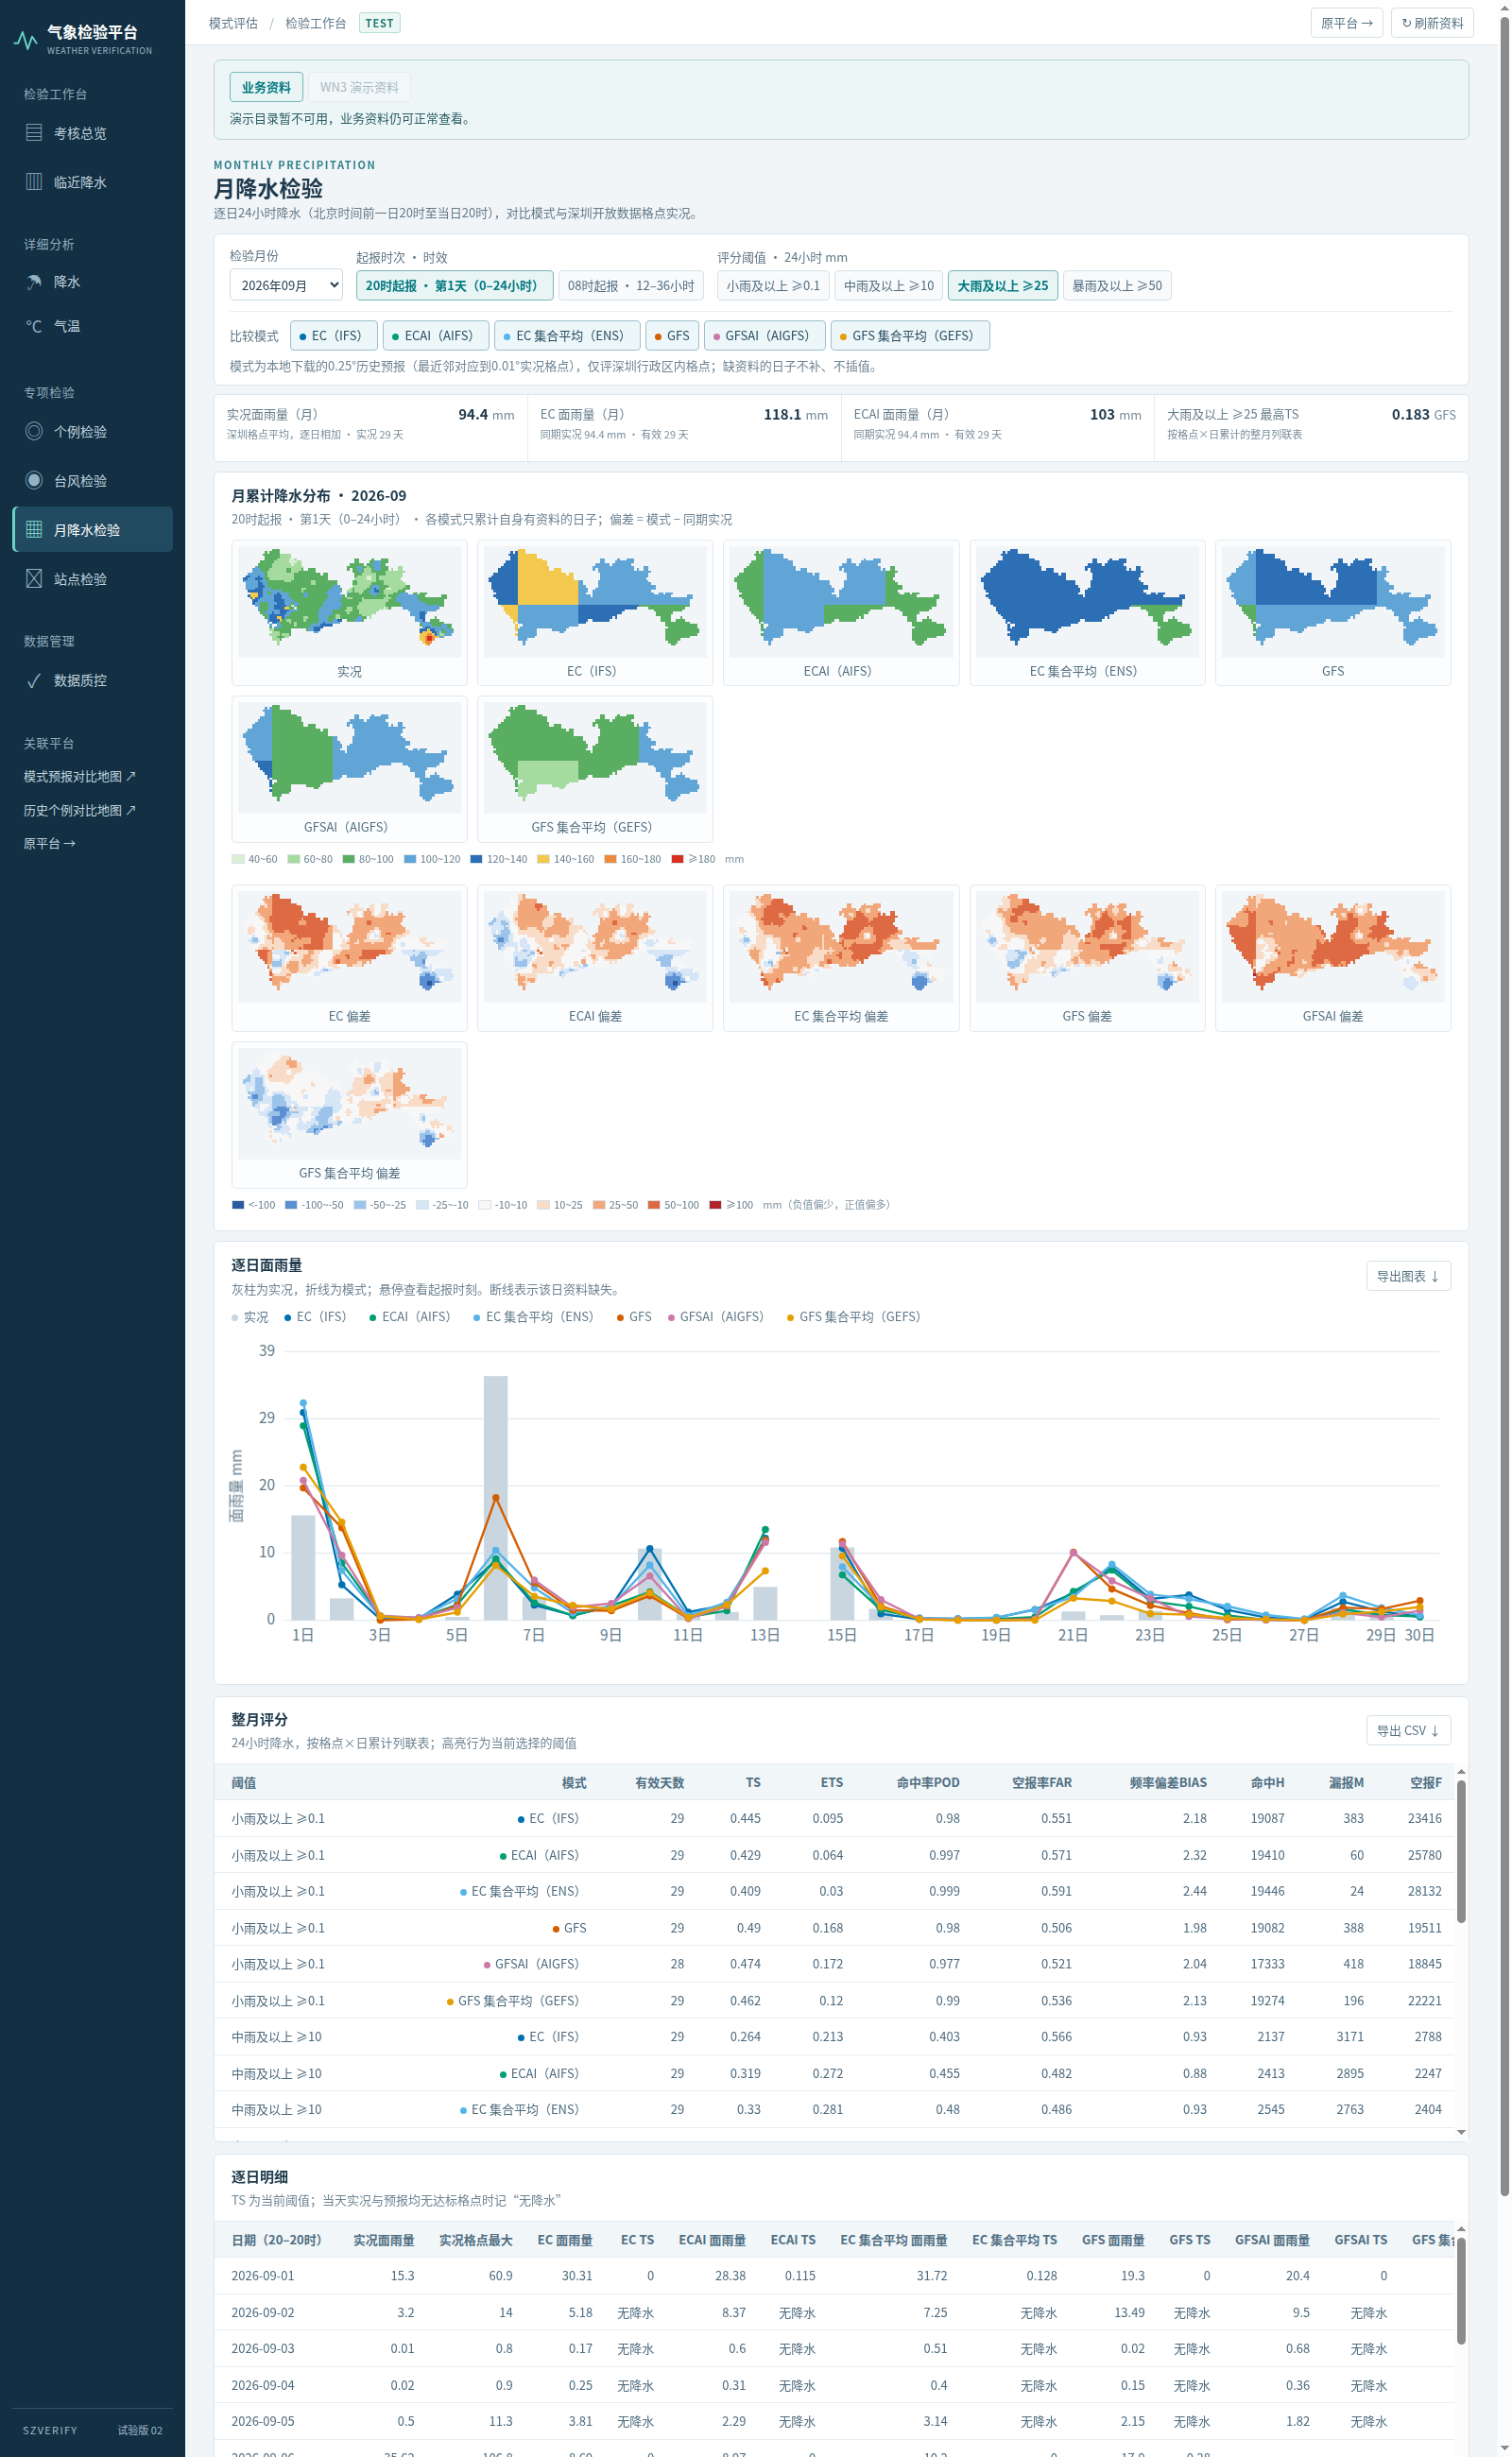 气象检验平台
WEATHER VERIFICATION
检验工作台
考核总览
临近降水
详细分析
降水
℃ 气温
专项检验
个例检验
台风检验
月降水检验
站点检验
数据管理
✓ 数据质控
关联平台
模式预报对比地图 ↗
历史个例对比地图 ↗
原平台 →
SZVERIFY 试验版 02
模式评估 / 检验工作台 TEST
原平台 → ↻ 刷新资料
业务资料 WN3 演示资料
演示目录暂不可用，业务资料仍可正常查看。
MONTHLY PRECIPITATION
月降水检验
逐日24小时降水（北京时间前一日20时至当日20时），对比模式与深圳开放数据格点实况。
检验月份 起报时次 · 时效 评分阈值 · 24小时 mm
2026年09月 20时起报 · 第1天（0–24小时） 08时起报 · 12–36小时 小雨及以上 ≥0.1 中雨及以上 ≥10 大雨及以上 ≥25 暴雨及以上 ≥50
比较模式 EC（IFS） ECAI（AIFS） EC 集合平均（ENS） GFS GFSAI（AIGFS） GFS 集合平均（GEFS）
模式为本地下载的0.25°历史预报（最近邻对应到0.01°实况格点），仅评深圳行政区内格点；缺资料的日子不补、不插值。
实况面雨量（月） 94.4 mm
深圳格点平均，逐日相加 · 实况 29 天
EC 面雨量（月） 118.1 mm
同期实况 94.4 mm · 有效 29 天
ECAI 面雨量（月） 103 mm
同期实况 94.4 mm · 有效 29 天
大雨及以上 ≥25 最高TS 0.183 GFS
按格点×日累计的整月列联表
月累计降水分布 · 2026-09
20时起报 · 第1天（0–24小时） · 各模式只累计自身有资料的日子；偏差 = 模式 − 同期实况
实况 EC（IFS） ECAI（AIFS） EC 集合平均（ENS） GFS
GFSAI（AIGFS） GFS 集合平均（GEFS）
40~60 60~80 80~100 100~120 120~140 140~160 160~180 ≥180 mm
EC 偏差 ECAI 偏差 EC 集合平均 偏差 GFS 偏差 GFSAI 偏差
GFS 集合平均 偏差
<-100 -100~-50 -50~-25 -25~-10 -10~10 10~25 25~50 50~100 ≥100 mm（负值偏少，正值偏多）
逐日面雨量
灰柱为实况，折线为模式；悬停查看起报时刻。断线表示该日资料缺失。
导出图表 ↓
实况 EC（IFS） ECAI（AIFS） EC 集合平均（ENS） GFS GFSAI（AIGFS） GFS 集合平均（GEFS）
面雨量 mm
39
29
20
10
0
1日 3日 5日 7日 9日 11日 13日 15日 17日 19日 21日 23日 25日 27日 29日 30日
整月评分
24小时降水，按格点×日累计列联表；高亮行为当前选择的阈值
导出 CSV ↓
阈值 模式 有效天数 TS ETS 命中率POD 空报率FAR 频率偏差BIAS 命中H 漏报M 空报F
小雨及以上 ≥0.1 EC（IFS） 29 0.445 0.095 0.98 0.551 2.18 19087 383 23416
小雨及以上 ≥0.1 ECAI（AIFS） 29 0.429 0.064 0.997 0.571 2.32 19410 60 25780
小雨及以上 ≥0.1 EC 集合平均（ENS） 29 0.409 0.03 0.999 0.591 2.44 19446 24 28132
小雨及以上 ≥0.1 GFS 29 0.49 0.168 0.98 0.506 1.98 19082 388 19511
小雨及以上 ≥0.1 GFSAI（AIGFS） 28 0.474 0.172 0.977 0.521 2.04 17333 418 18845
小雨及以上 ≥0.1 GFS 集合平均（GEFS） 29 0.462 0.12 0.99 0.536 2.13 19274 196 22221
中雨及以上 ≥10 EC（IFS） 29 0.264 0.213 0.403 0.566 0.93 2137 3171 2788
中雨及以上 ≥10 ECAI（AIFS） 29 0.319 0.272 0.455 0.482 0.88 2413 2895 2247
中雨及以上 ≥10 EC 集合平均（ENS） 29 0.33 0.281 0.48 0.486 0.93 2545 2763 2404
逐日明细
TS 为当前阈值；当天实况与预报均无达标格点时记“无降水”
日期（20–20时） 实况面雨量 实况格点最大 EC 面雨量 EC TS ECAI 面雨量 ECAI TS EC 集合平均 面雨量 EC 集合平均 TS GFS 面雨量 GFS TS GFSAI 面雨量 GFSAI TS GFS 集
2026-09-01 15.3 60.9 30.31 0 28.38 0.115 31.72 0.128 19.3 0 20.4 0
2026-09-02 3.2 14 5.18 无降水 8.37 无降水 7.25 无降水 13.49 无降水 9.5 无降水
2026-09-03 0.01 0.8 0.17 无降水 0.6 无降水 0.51 无降水 0.02 无降水 0.68 无降水
2026-09-04 0.02 0.9 0.25 无降水 0.31 无降水 0.4 无降水 0.15 无降水 0.36 无降水
2026-09-05 0.5 11.3 3.81 无降水 2.29 无降水 3.14 无降水 2.15 无降水 1.82 无降水